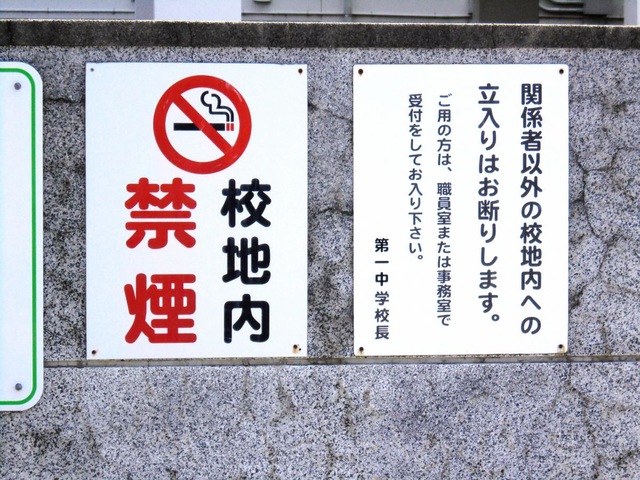 校地内
禁煙
関係者以外の校地内への
立入りはお断りします。
ご用の方は、職員室または事務室で
受付をしてお入り下さい。
第一中学校長